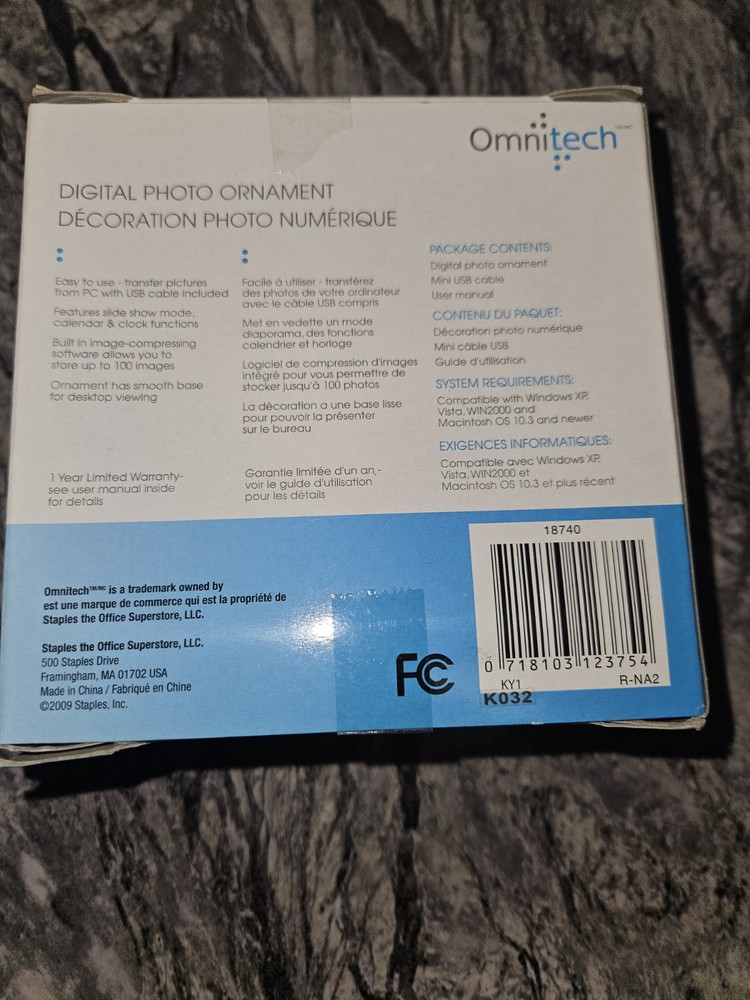 Omnitech™/MC
DIGITAL PHOTO ORNAMENT
DÉCORATION PHOTO NUMÉRIQUE
Easy to use - transfer pictures
from PC with USB cable included
Features slide show mode,
calendar & clock functions
Built in image-compressing
software allows you to
store up to 100 images
Ornament has smooth base
for desktop viewing
1 Year Limited Warranty-
see user manual inside
for details
Facile à utiliser - transférez
des photos de votre ordinateur
avec le câble USB compris
Met en vedette un mode
diaporama, des fonctions
calendrier et horloge
Logiciel de compression d'images
intégré pour vous permettre de
stocker jusqu'à 100 photos
La décoration a une base lisse
pour pouvoir la présenter
sur le bureau
Garantie limitée d'un an,-
voir le guide d'utilisation
pour les détails
PACKAGE CONTENTS:
Digital photo ornament
Mini USB cable
User manual
CONTENU DU PAQUET:
Décoration photo numérique
Mini câble USB
Guide d'utilisation
SYSTEM REQUIREMENTS:
Compatible with Windows XP,
Vista, WIN2000 and
Macintosh OS 10.3 and newer
EXIGENCES INFORMATIQUES:
Compatible avec Windows XP,
Vista, WIN2000 et
Macintosh OS 10.3 et plus récent
Omnitech™/MC is a trademark owned by
est une marque de commerce qui est la propriété de
Staples the Office Superstore, LLC.
Staples the Office Superstore, LLC.
500 Staples Drive
Framingham, MA 01702 USA
Made in China / Fabriqué en Chine
©2009 Staples, Inc.
FC
18740
0 718103 123754
KY1 R-NA2
K032